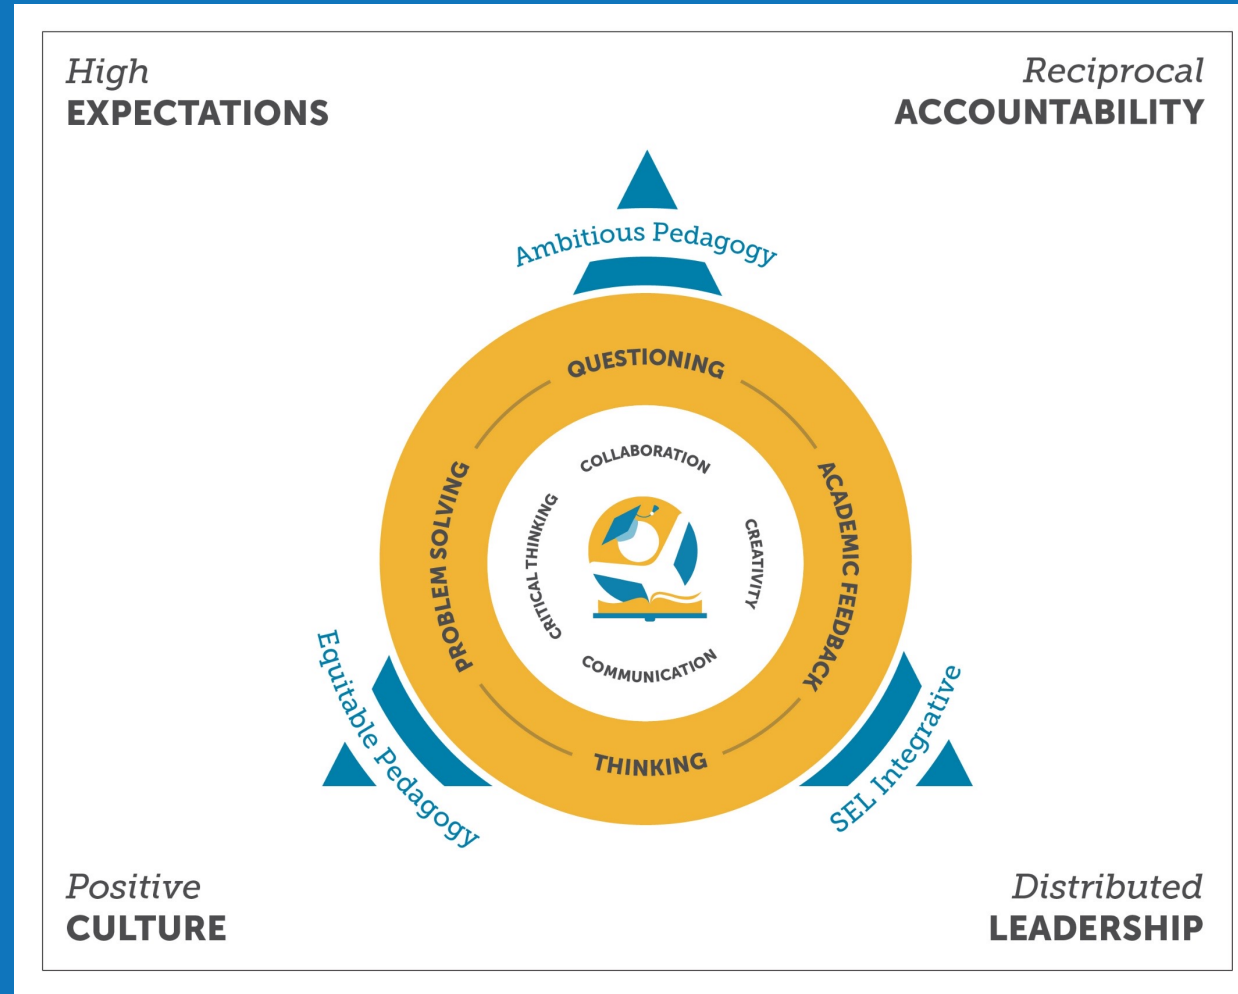 High
EXPECTATIONS
Reciprocal
ACCOUNTABILITY
Ambitious Pedagogy
QUESTIONING
COLLABORATION
PROBLEM SOLVING
CRITICAL THINKING
CREATIVITY
ACADEMIC FEEDBACK
COMMUNICATION
THINKING
Equitable Pedagogy
SEL Integrative
Positive
CULTURE
Distributed
LEADERSHIP